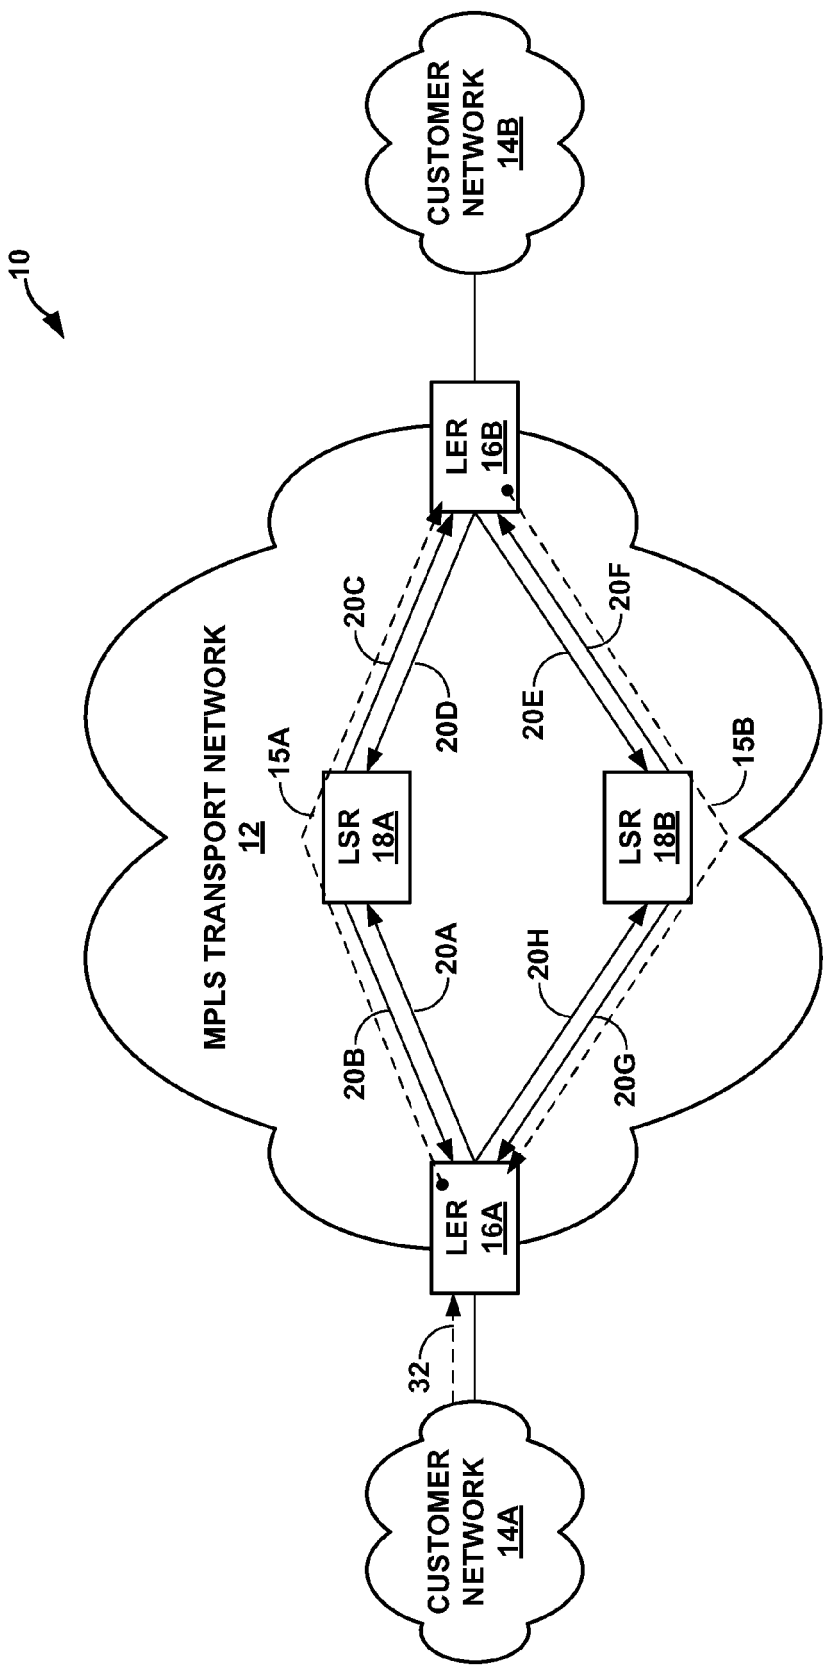 10
MPLS TRANSPORT NETWORK
12
15A
LSR
18A
20B
20A
20C
20D
32
CUSTOMER
NETWORK
14A
LER
16A
LER
16B
CUSTOMER
NETWORK
14B
20H
20G
20E
20F
LSR
18B
15B